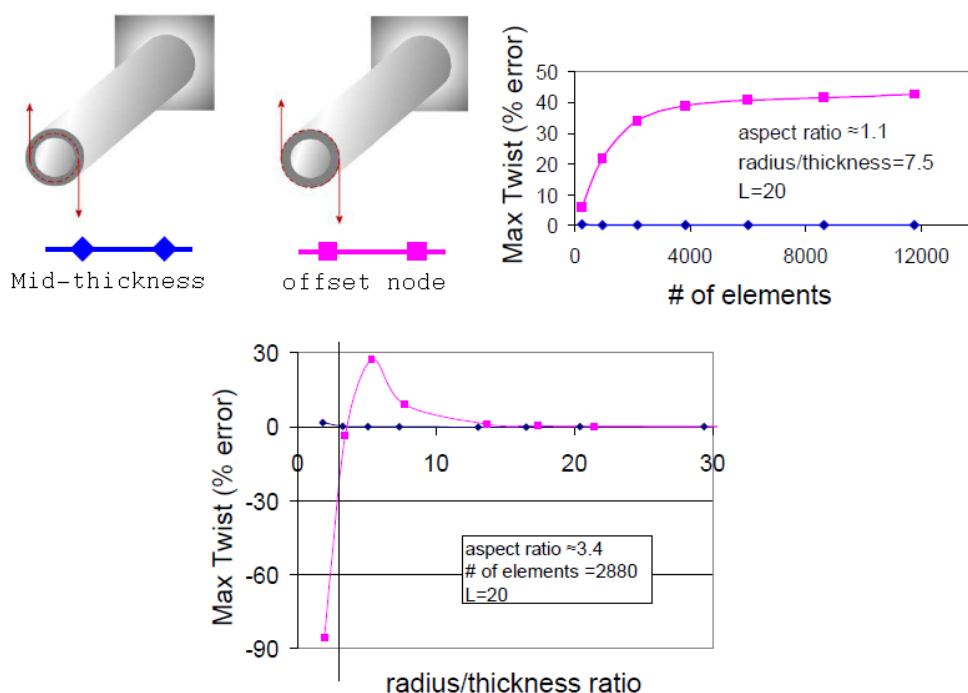 Mid-thickness
offset node
Max Twist (% error)
50
40
30
20
10
0
aspect ratio ≈1.1
radius/thickness=7.5
L=20
0
4000
8000
12000
# of elements
Max Twist (% error)
30
0
-30
-60
-90
0
10
20
30
aspect ratio ≈3.4
# of elements =2880
L=20
radius/thickness ratio